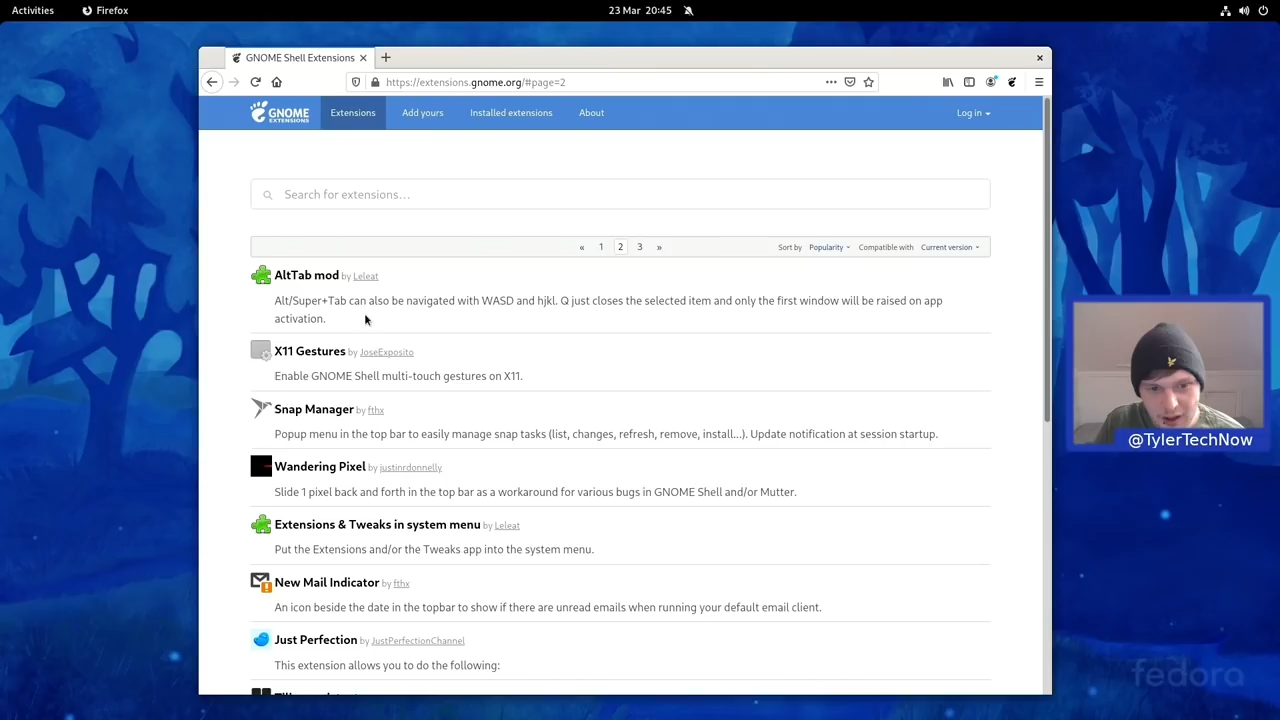 Activities Firefox 23 Mar 20:45
GNOME Shell Extensions
https://extensions.gnome.org/#page=2
GNOME EXTENSIONS Extensions Add yours Installed extensions About Log in
Search for extensions...
« 1 2 3 » Sort by Popularity Compatible with Current version
AltTab mod by Leleat
Alt/Super+Tab can also be navigated with WASD and hjkl. Q just closes the selected item and only the first window will be raised on app
activation.
X11 Gestures by JoseExposito
Enable GNOME Shell multi-touch gestures on X11.
Snap Manager by fthx
Popup menu in the top bar to easily manage snap tasks (list, changes, refresh, remove, install...). Update notification at session startup.
Wandering Pixel by justinrdonnelly
Slide 1 pixel back and forth in the top bar as a workaround for various bugs in GNOME Shell and/or Mutter.
Extensions & Tweaks in system menu by Leleat
Put the Extensions and/or the Tweaks app into the system menu.
New Mail Indicator by fthx
An icon beside the date in the topbar to show if there are unread emails when running your default email client.
Just Perfection by JustPerfectionChannel
This extension allows you to do the following:
@TylerTechNow
fedora